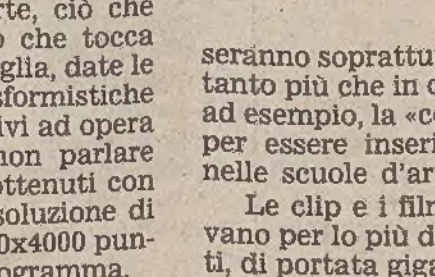 rte, ciò che
o che tocca
glia, date le
sformistiche
ivi ad opera
non parlare
ottenuti con
soluzione di
0x4000 pun-
ogramma.
seranno soprattu
tanto più che in c
ad esempio, la «co
per essere inseri
nelle scuole d'ar
Le clip e i film
vano per lo più d
ti, di portata giga